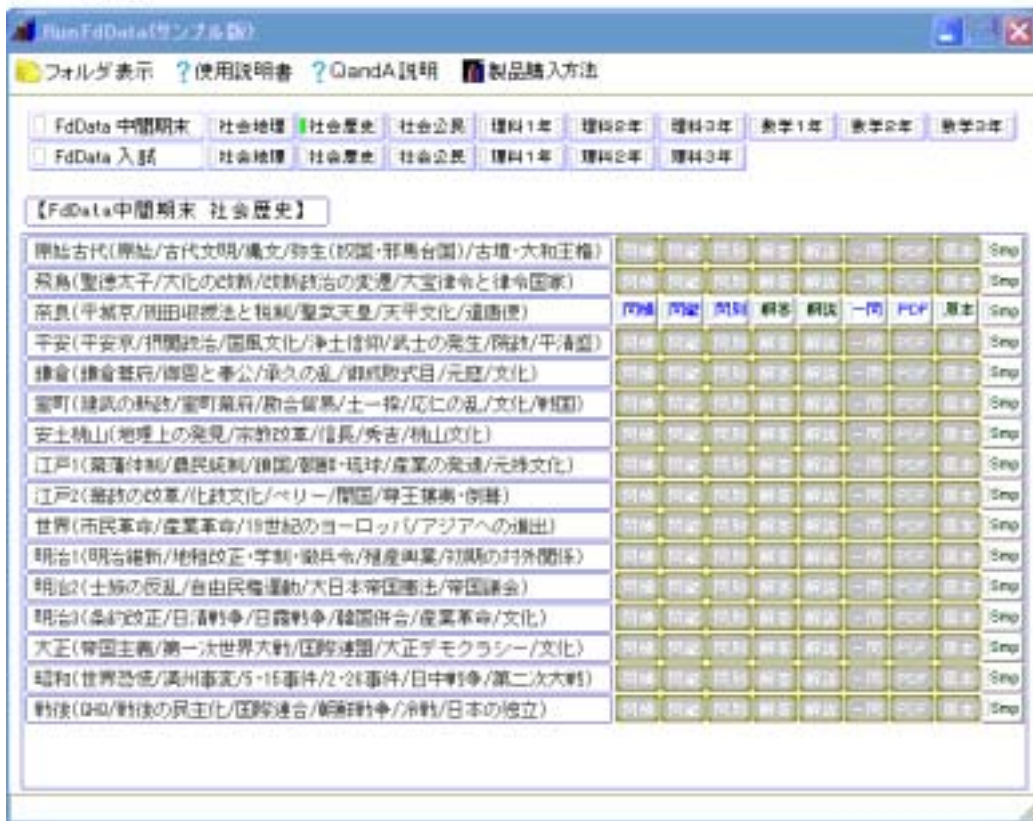 RunFdData(サンプル版)
フォルダ表示 ?使用説明書 ?QandA説明 製品購入方法
FdData 中間期末 社会地理 社会歴史 社会公民 理科1年 理科2年 理科3年 数学1年 数学2年 数学3年
FdData 入試 社会地理 社会歴史 社会公民 理科1年 理科2年 理科3年
【FdData中間期末 社会歴史】
原始古代(原始/古代文明/縄文/弥生(奴国・邪馬台国)/古墳・大和王権) Smp
飛鳥(聖徳太子/大化の改新/改新政治の変遷/大宝律令と律令国家) Smp
奈良(平城京/班田収授法と税制/聖武天皇/天平文化/遣唐使) 問横 問縦 問別 解答 解説 一問 PDF 原本 Smp
平安(平安京/摂関政治/国風文化/浄土信仰/武士の発生/院政/平清盛) Smp
鎌倉(鎌倉幕府/御恩と奉公/承久の乱/御成敗式目/元寇/文化) Smp
室町(建武の新政/室町幕府/勘合貿易/土一揆/応仁の乱/文化/戦国) Smp
安土桃山(地理上の発見/宗教改革/信長/秀吉/桃山文化) Smp
江戸1(幕藩体制/農民統制/鎖国/朝鮮・琉球/産業の発達/元禄文化) Smp
江戸2(幕政の改革/化政文化/ペリー/開国/尊王攘夷・倒幕) Smp
世界(市民革命/産業革命/19世紀のヨーロッパ/アジアへの進出) Smp
明治1(明治維新/地租改正・学制・徴兵令/殖産興業/初期の対外関係) Smp
明治2(士族の反乱/自由民権運動/大日本帝国憲法/帝国議会) Smp
明治3(条約改正/日清戦争/日露戦争/韓国併合/産業革命/文化) Smp
大正(帝国主義/第一次世界大戦/国際連盟/大正デモクラシー/文化) Smp
昭和(世界恐慌/満州事変/5・15事件/2・26事件/日中戦争/第二次大戦) Smp
戦後(GHQ/戦後の民主化/国際連合/朝鮮戦争/冷戦/日本の独立) Smp